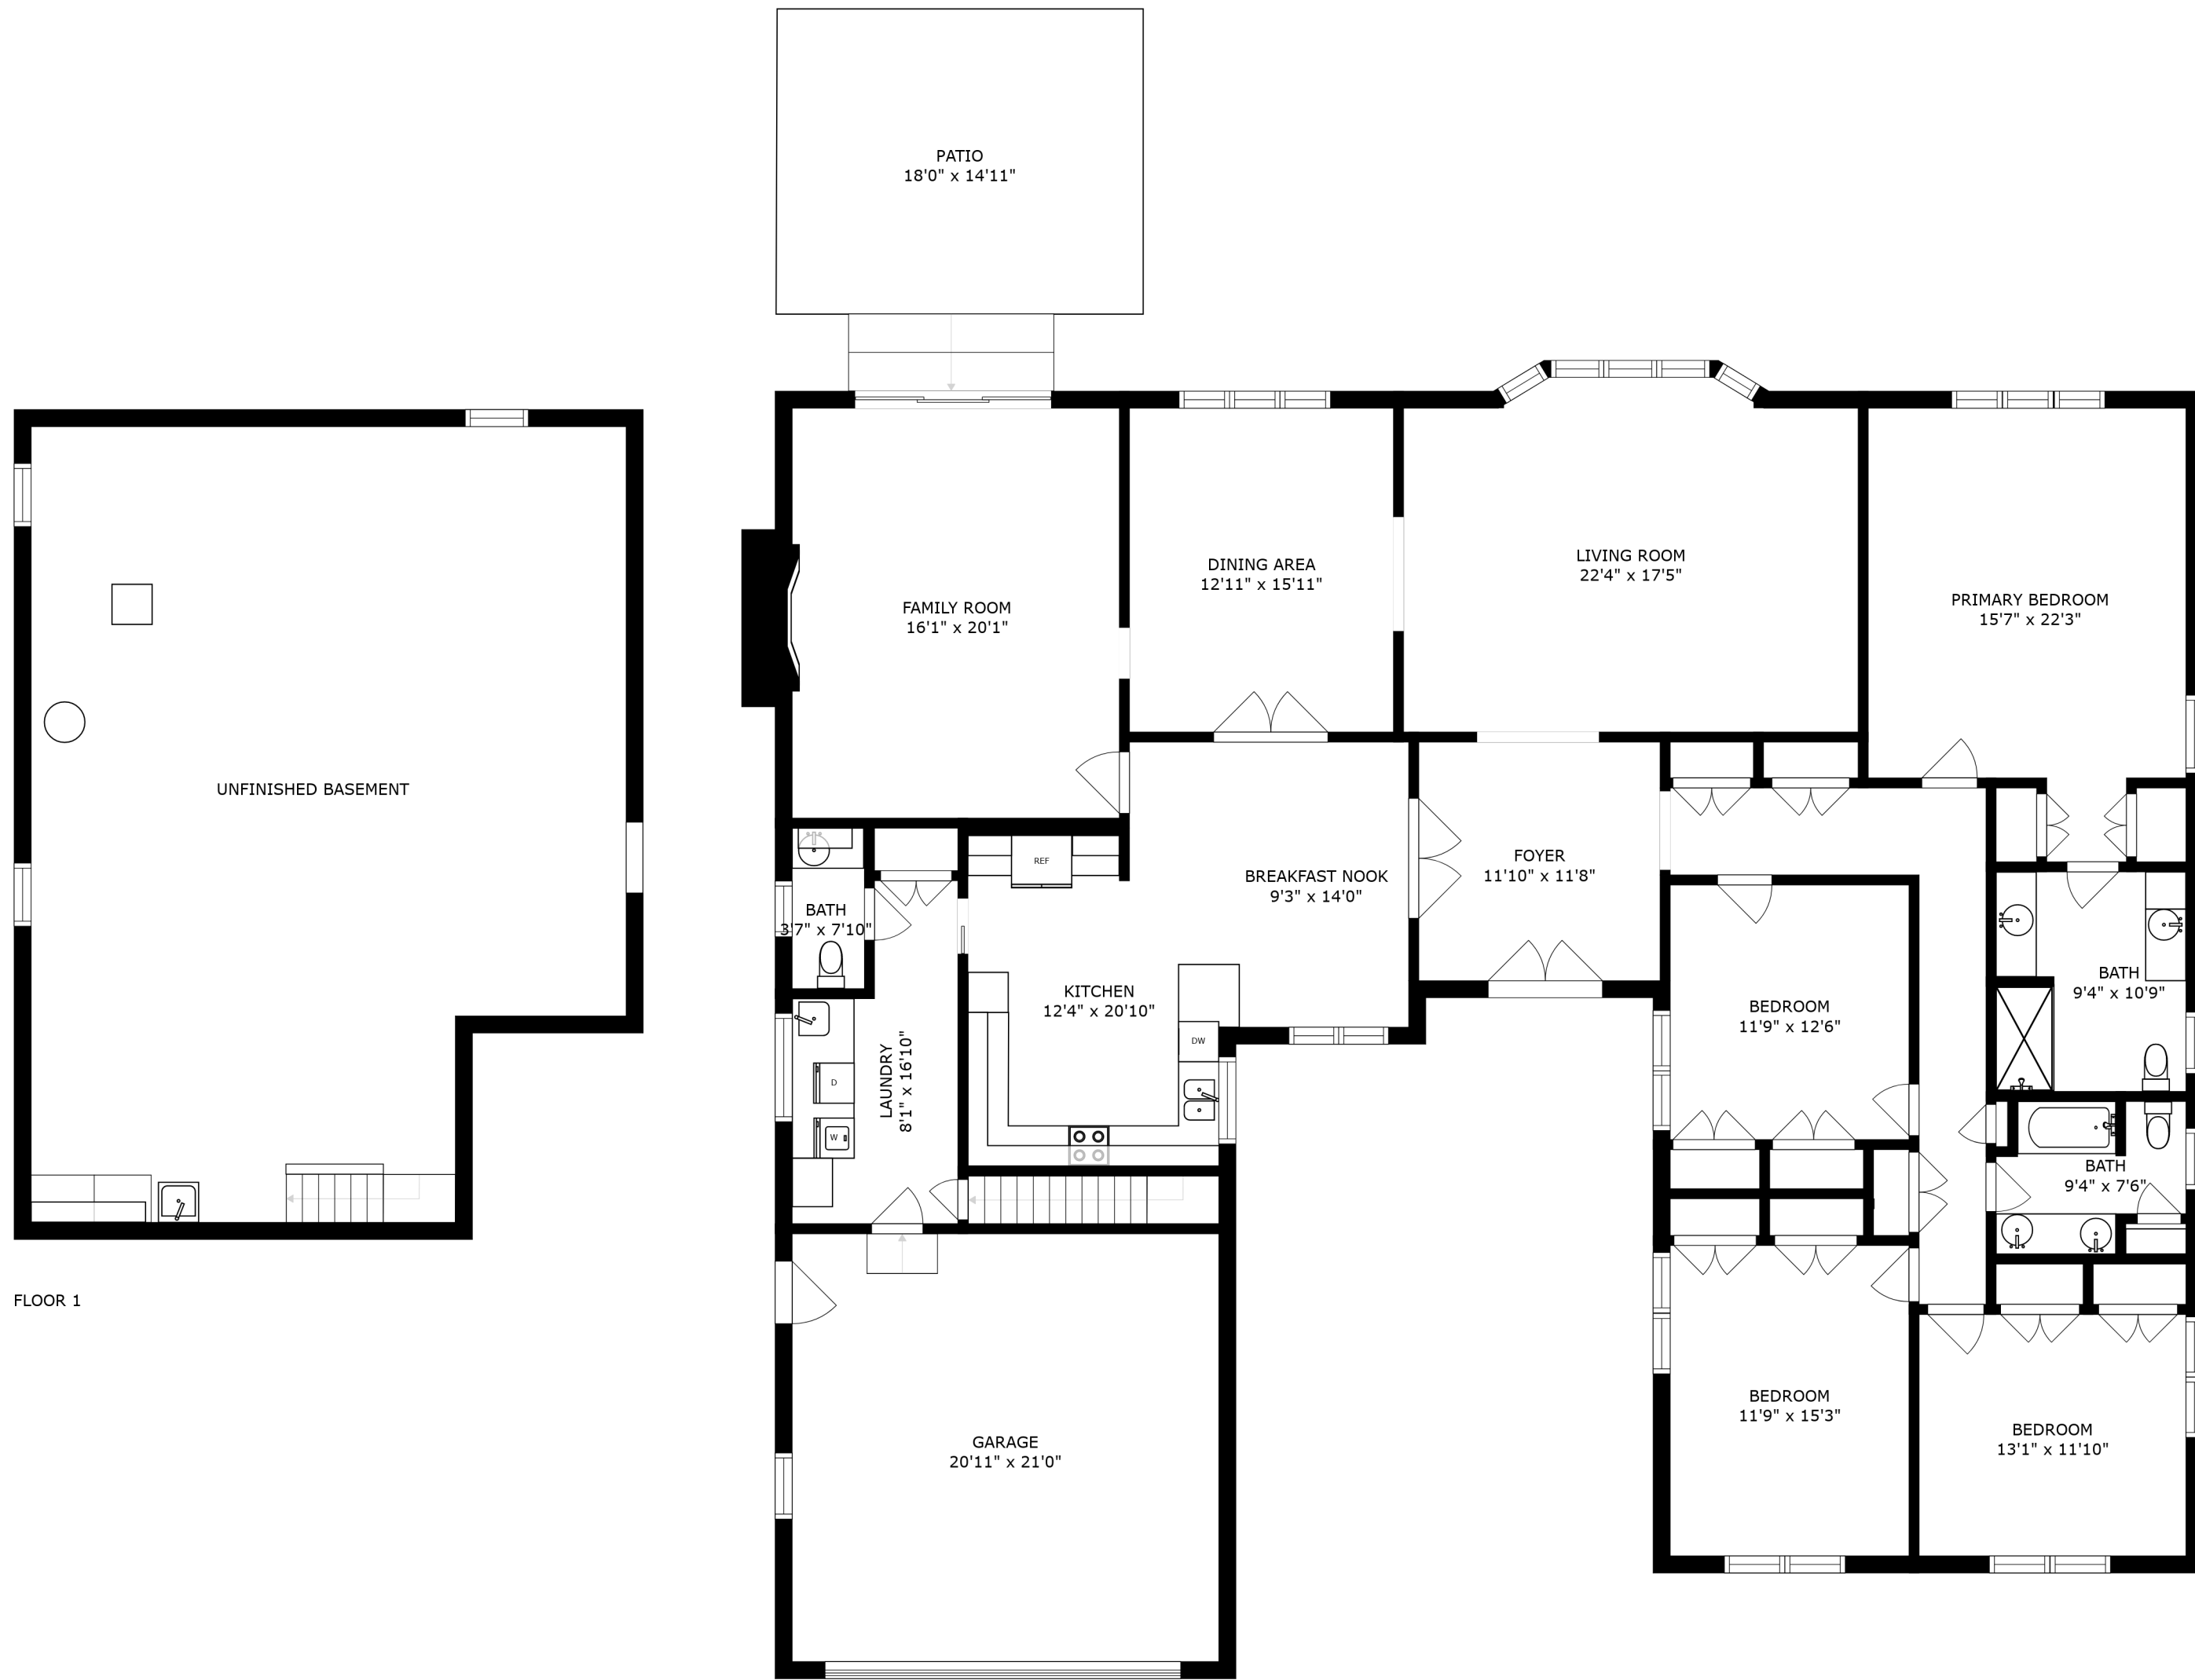 PATIO
18'0" x 14'11"
LIVING ROOM
22'4" x 17'5"
DINING AREA
12'11" x 15'11"
FAMILY ROOM
16'1" x 20'1"
PRIMARY BEDROOM
15'7" x 22'3"
UNFINISHED BASEMENT
REF
FOYER
11'10" x 11'8"
BREAKFAST NOOK
9'3" x 14'0"
BATH
3'7" x 7'10"
BATH
9'4" x 10'9"
KITCHEN
12'4" x 20'10"
BEDROOM
11'9" x 12'6"
DW
LAUNDRY
8'1" x 16'10"
D
W
BATH
9'4" x 7'6"
FLOOR 1
BEDROOM
11'9" x 15'3"
BEDROOM
13'1" x 11'10"
GARAGE
20'11" x 21'0"